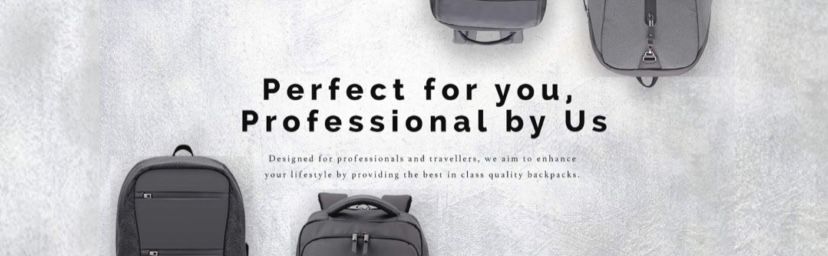 Perfect for you,
Professional by Us
Designed for professionals and travellers, we aim to enhance
your lifestyle by providing the best in class quality backpacks.